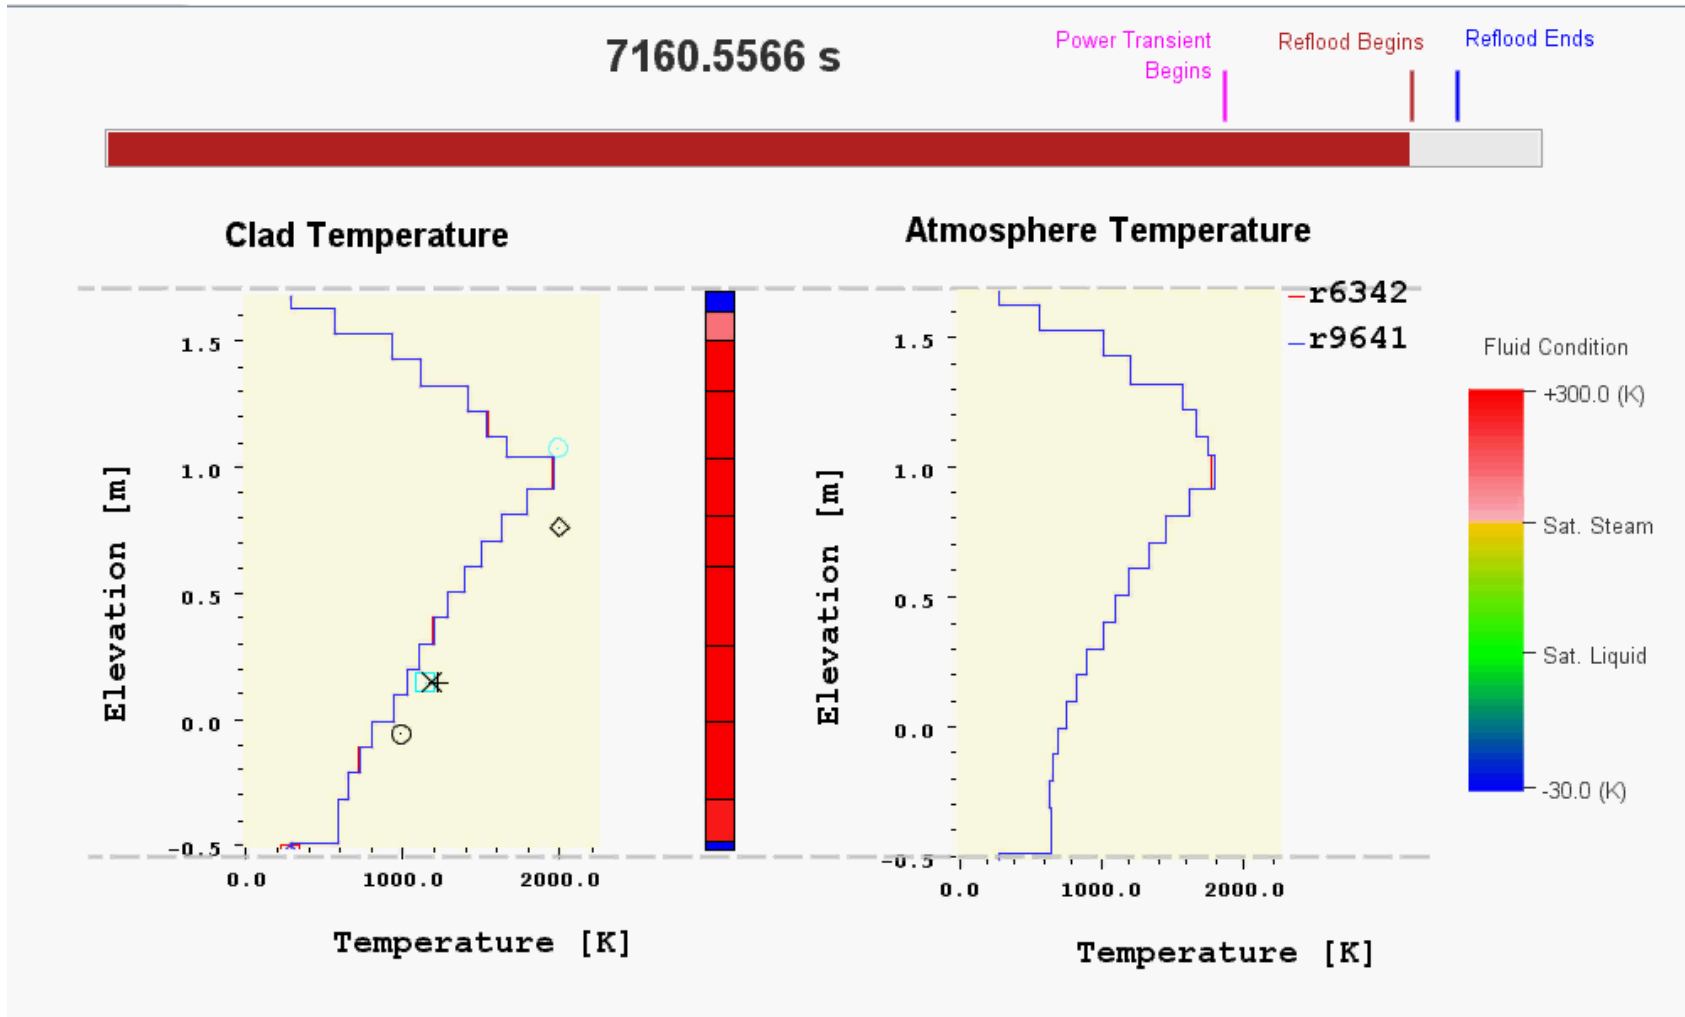 7160.5566 s
Power Transient
Begins
Reflood Begins
Reflood Ends
Clad Temperature
Atmosphere Temperature
r6342
r9641
Fluid Condition
+300.0 (K)
Sat. Steam
Sat. Liquid
-30.0 (K)
Elevation [m]
1.5
1.0
0.5
0.0
-0.5
0.0
1000.0
2000.0
Temperature [K]
Elevation [m]
1.5
1.0
0.5
0.0
-0.5
0.0
1000.0
2000.0
Temperature [K]